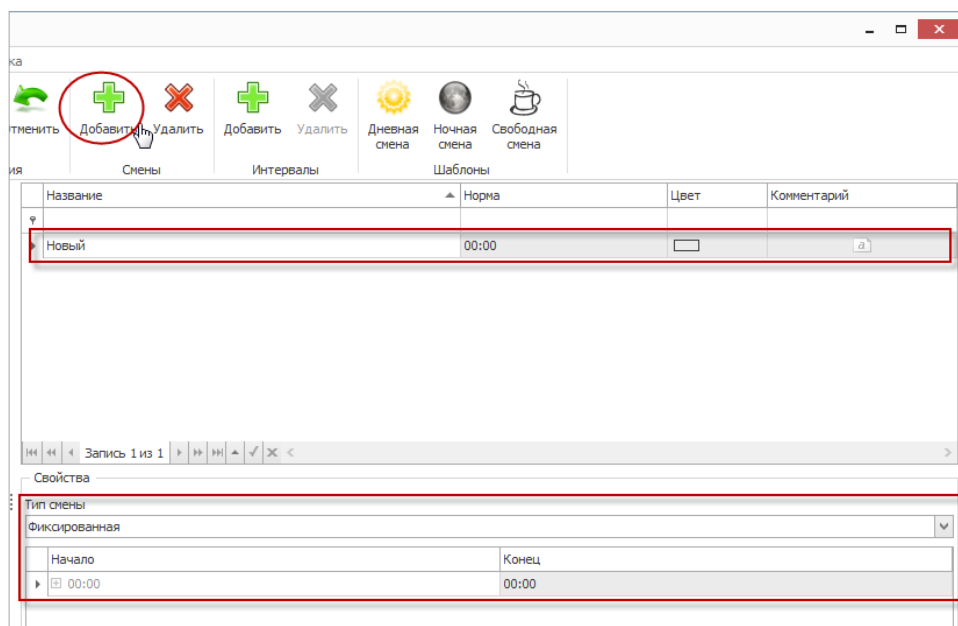 ка
тменить Добавить Удалить Добавить Удалить Дневная смена Ночная смена Свободная смена
ия Смены Интервалы Шаблоны
Название Норма Цвет Комментарий
Новый 00:00 a
Запись 1 из 1
Свойства
Тип смены
Фиксированная
Начало Конец
00:00 00:00